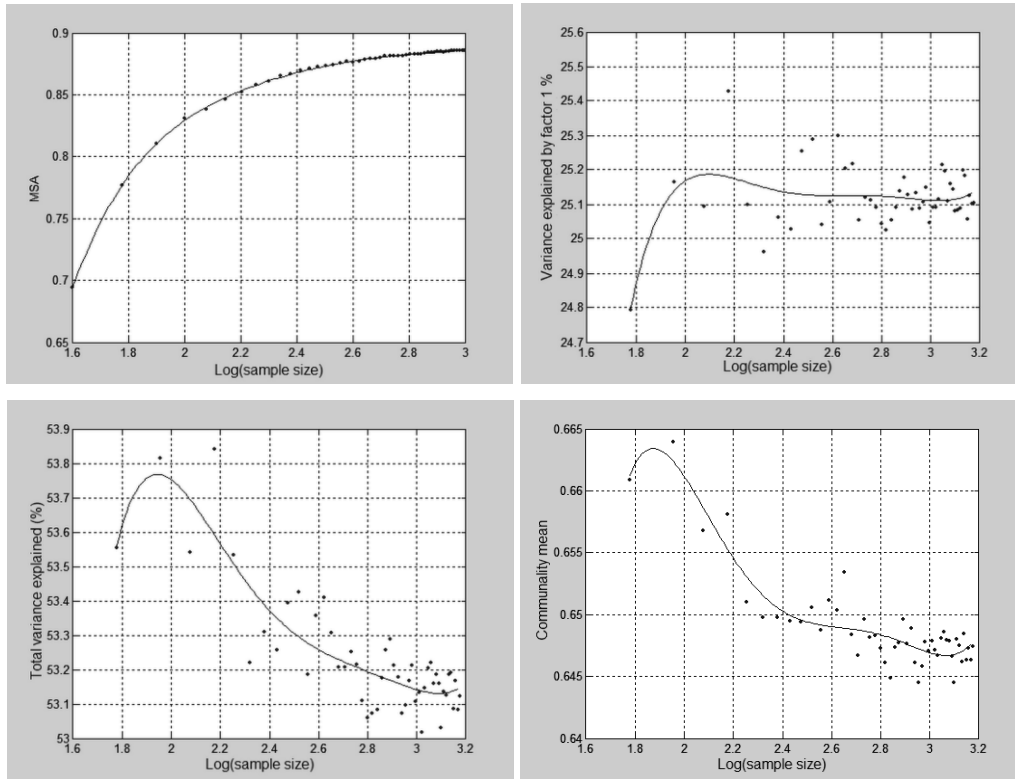 0.9
0.85
0.8
0.75
0.7
0.65
MSA
1.6 1.8 2 2.2 2.4 2.6 2.8 3
Log(sample size)
25.6
25.5
25.4
25.3
25.2
25.1
25
24.9
24.8
24.7
Variance explained by factor 1 %
1.6 1.8 2 2.2 2.4 2.6 2.8 3 3.2
Log(sample size)
53.9
53.8
53.7
53.6
53.5
53.4
53.3
53.2
53.1
53
Total variance explained (%)
1.6 1.8 2 2.2 2.4 2.6 2.8 3 3.2
Log(sample size)
0.665
0.66
0.655
0.65
0.645
0.64
Communality mean
1.6 1.8 2 2.2 2.4 2.6 2.8 3 3.2
Log(sample size)